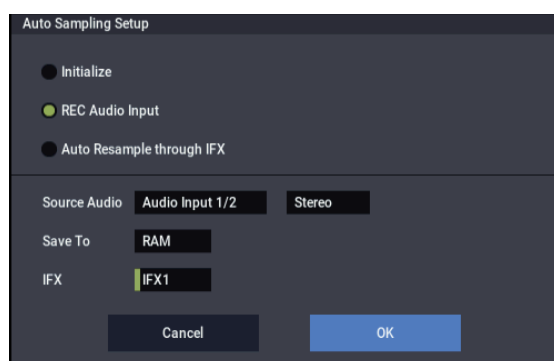 Auto Sampling Setup
Initialize
REC Audio Input
Auto Resample through IFX
Source Audio Audio Input 1/2 Stereo
Save To RAM
IFX IFX1
Cancel OK